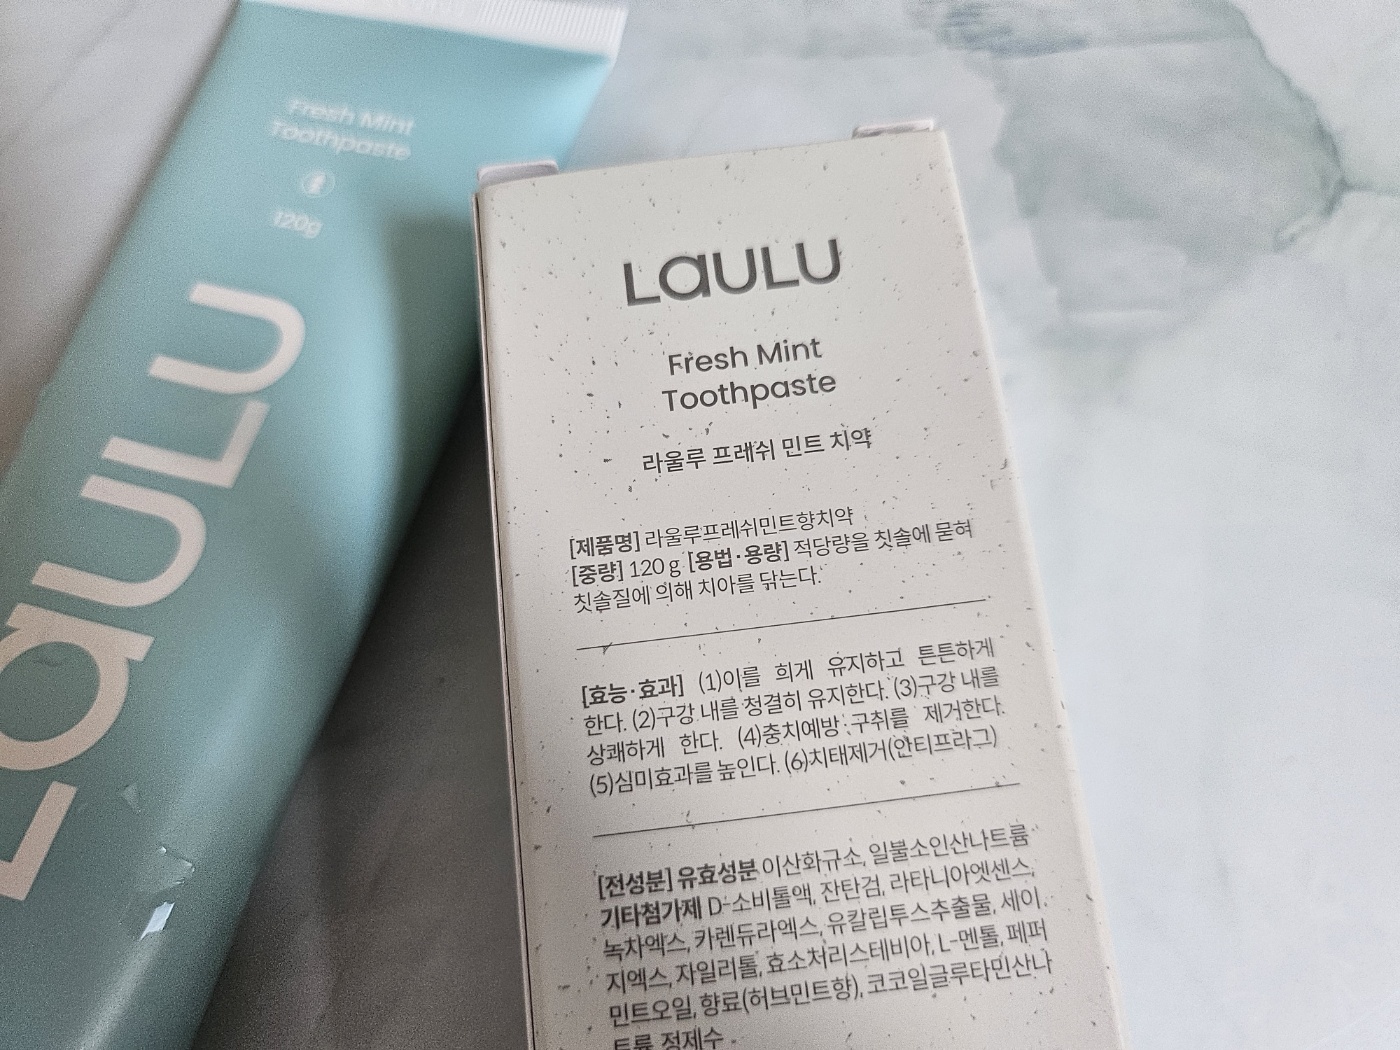 Fresh Mint
Toothpaste
120g
LaULU
LaULU
Fresh Mint
Toothpaste
라울루 프레쉬 민트 치약
[제품명] 라울루프레쉬민트향치약
[중량] 120 g [용법·용량] 적당량을 칫솔에 묻혀
칫솔질에 의해 치아를 닦는다.
[효능·효과] (1)이를 희게 유지하고 튼튼하게
한다. (2)구강 내를 청결히 유지한다. (3)구강 내를
상쾌하게 한다. (4)충치예방·구취를 제거한다.
(5)심미효과를 높인다. (6)치태제거(안티프라그)
[전성분] 유효성분 이산화규소, 일불소인산나트륨
기타첨가제 D-소비톨액, 잔탄검, 라타니아엣센스,
녹차엑스, 카렌듀라엑스, 유칼립투스추출물, 세이
지엑스, 자일리톨, 효소처리스테비아, L-멘톨, 페퍼
민트오일, 향료(허브민트향), 코코일글루타민산나
트륨 정제수